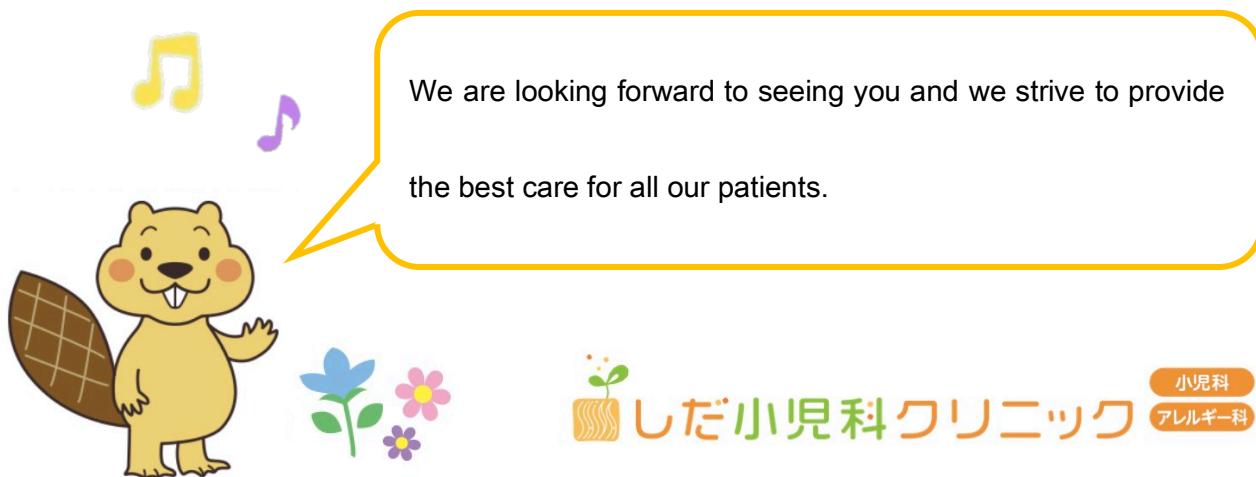 We are looking forward to seeing you and we strive to provide
the best care for all our patients.
しだ小児科クリニック
小児科
アレルギー科